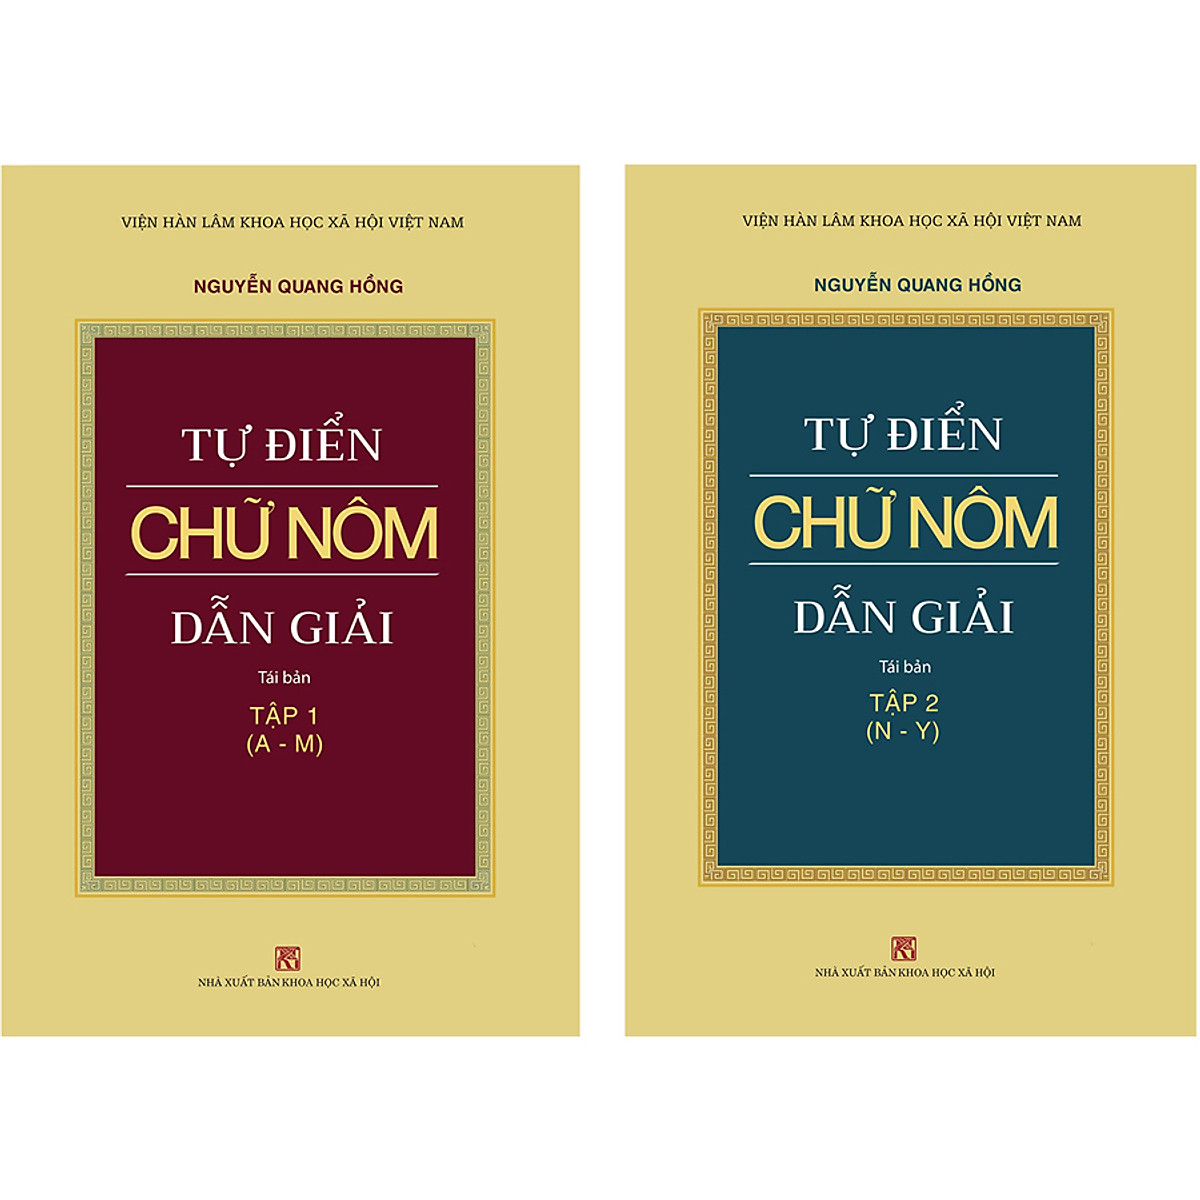 VIỆN HÀN LÂM KHOA HỌC XÃ HỘI VIỆT NAM
NGUYỄN QUANG HỒNG
TỰ ĐIỂN
CHỮ NÔM
DẪN GIẢI
Tái bản
TẬP 1
(A - M)
NHÀ XUẤT BẢN KHOA HỌC XÃ HỘI
VIỆN HÀN LÂM KHOA HỌC XÃ HỘI VIỆT NAM
NGUYỄN QUANG HỒNG
TỰ ĐIỂN
CHỮ NÔM
DẪN GIẢI
Tái bản
TẬP 2
(N - Y)
NHÀ XUẤT BẢN KHOA HỌC XÃ HỘI